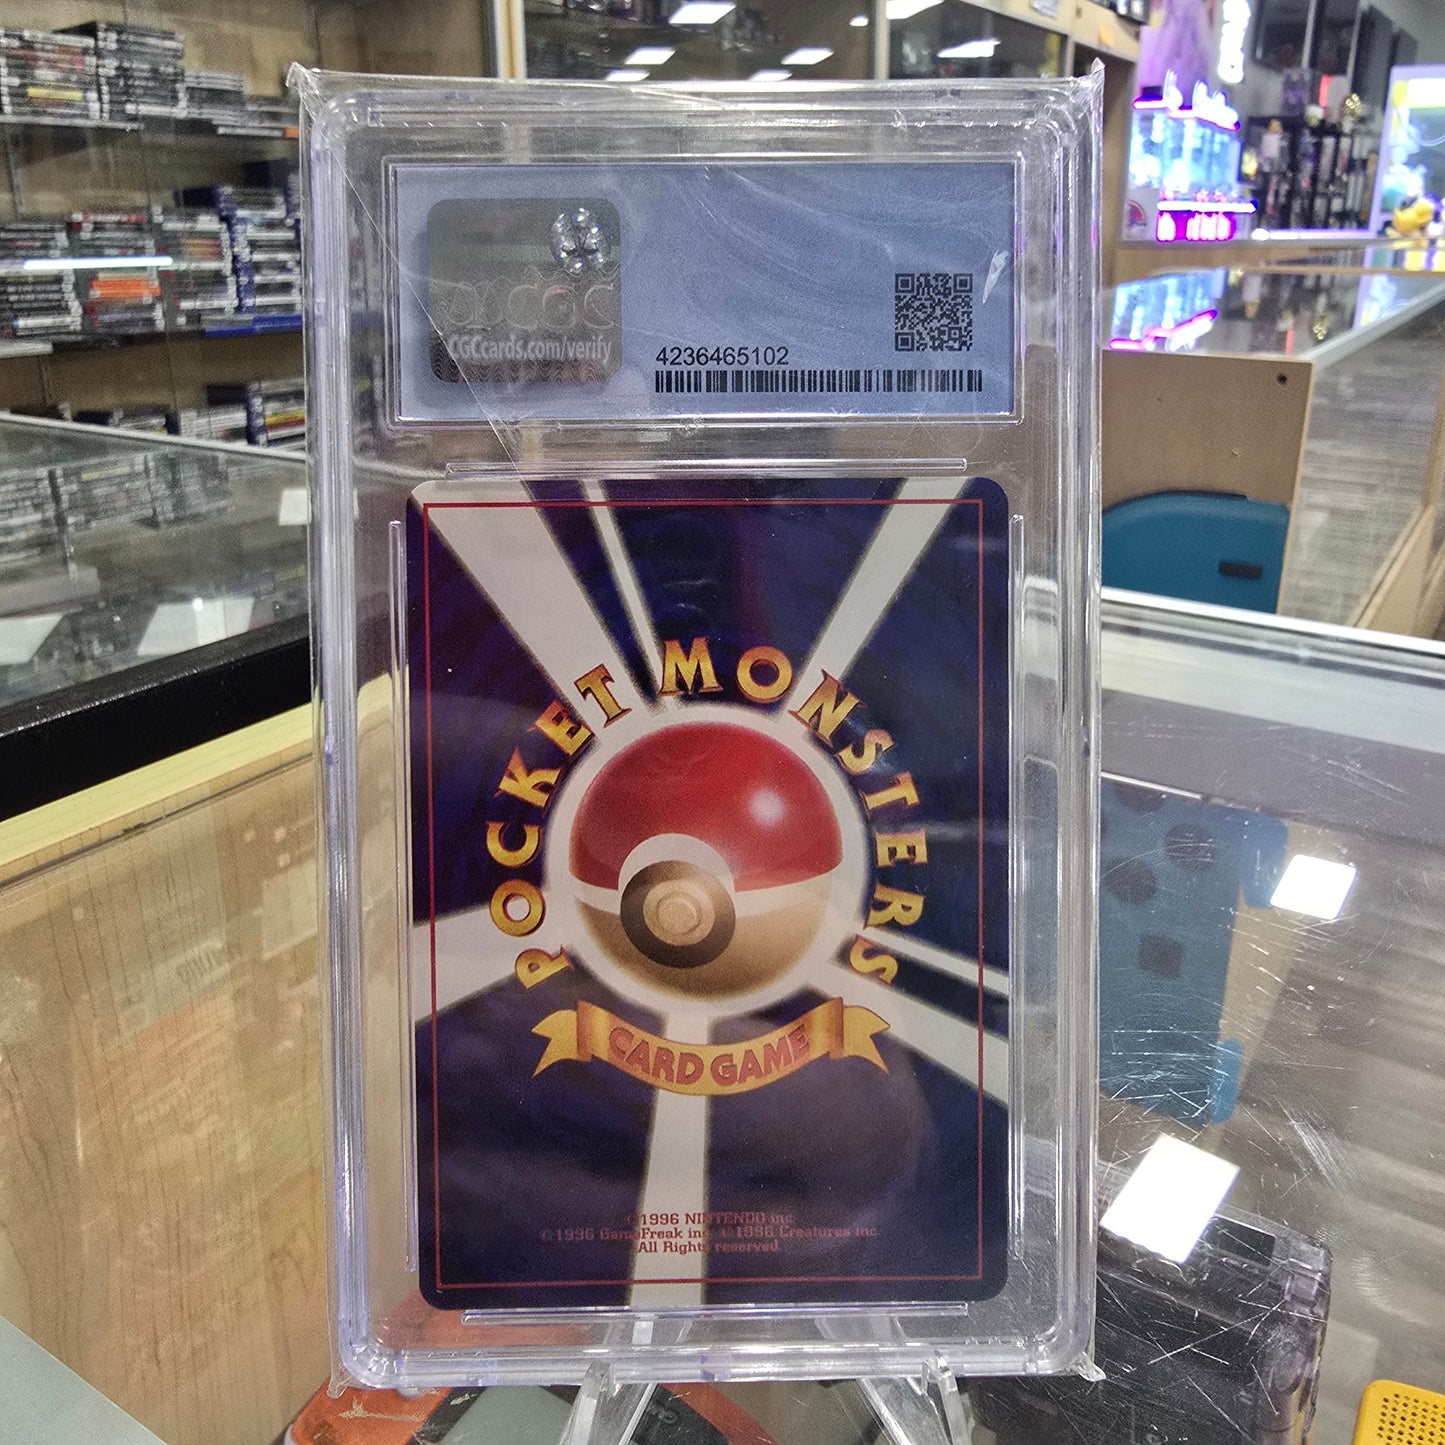 CGC
CGCcards.com/verify
4236465102
POCKET MONSTERS
CARD GAME
©1996 NINTENDO inc.
©1996 GameFreak inc. ©1996 Creatures inc.
All Rights reserved.